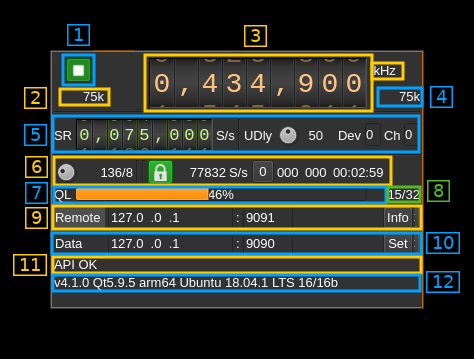 1 3
0,434,900 kHz
2 75k 75k 4
5 SR 0,075,000 S/s UDly 50 Dev 0 Ch 0
6 136/8 77832 S/s 0 000 000 00:02:59
7 QL 46% 15/32 8
9 Remote 127.0 .0 .1 : 9091 Info
Data 127.0 .0 .1 : 9090 Set 10
11 API OK
v4.1.0 Qt5.9.5 arm64 Ubuntu 18.04.1 LTS 16/16b 12